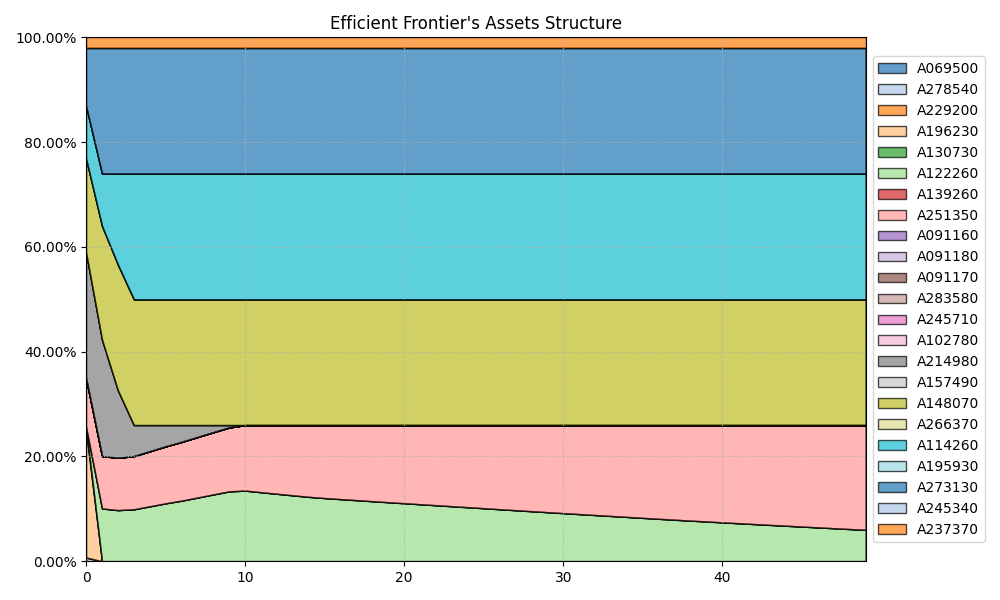 Efficient Frontier's Assets Structure
100.00%
80.00%
60.00%
40.00%
20.00%
0.00%
0
10
20
30
40
A069500
A278540
A229200
A196230
A130730
A122260
A139260
A251350
A091160
A091180
A091170
A283580
A245710
A102780
A214980
A157490
A148070
A266370
A114260
A195930
A273130
A245340
A237370